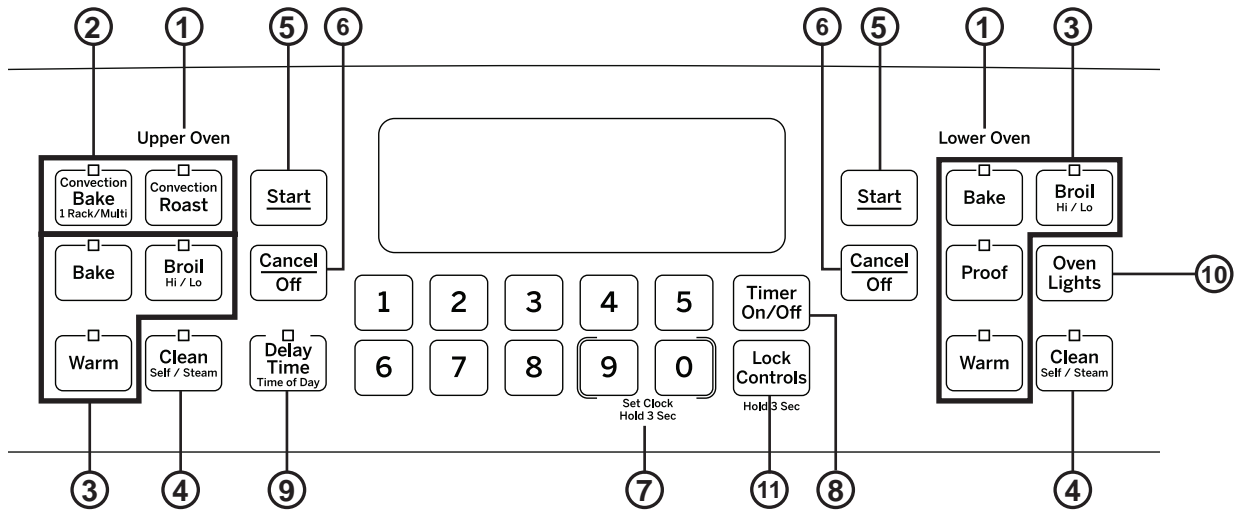 2 1 5 6 6 5 1 3
Upper Oven
Lower Oven
Convection
Bake
1 Rack/Multi
Convection
Roast
Start
Start
Bake
Broil
Hi / Lo
Bake
Broil
Hi / Lo
Cancel
Off
Cancel
Off
Proof
Oven
Lights
10
1 2 3 4 5
Timer
On/Off
Warm
Clean
Self / Steam
Delay
Time
Time of Day
6 7 8 9 0
Lock
Controls
Warm
Clean
Self / Steam
Set Clock
Hold 3 Sec
Hold 3 Sec
3 4 9 7 11 8 4